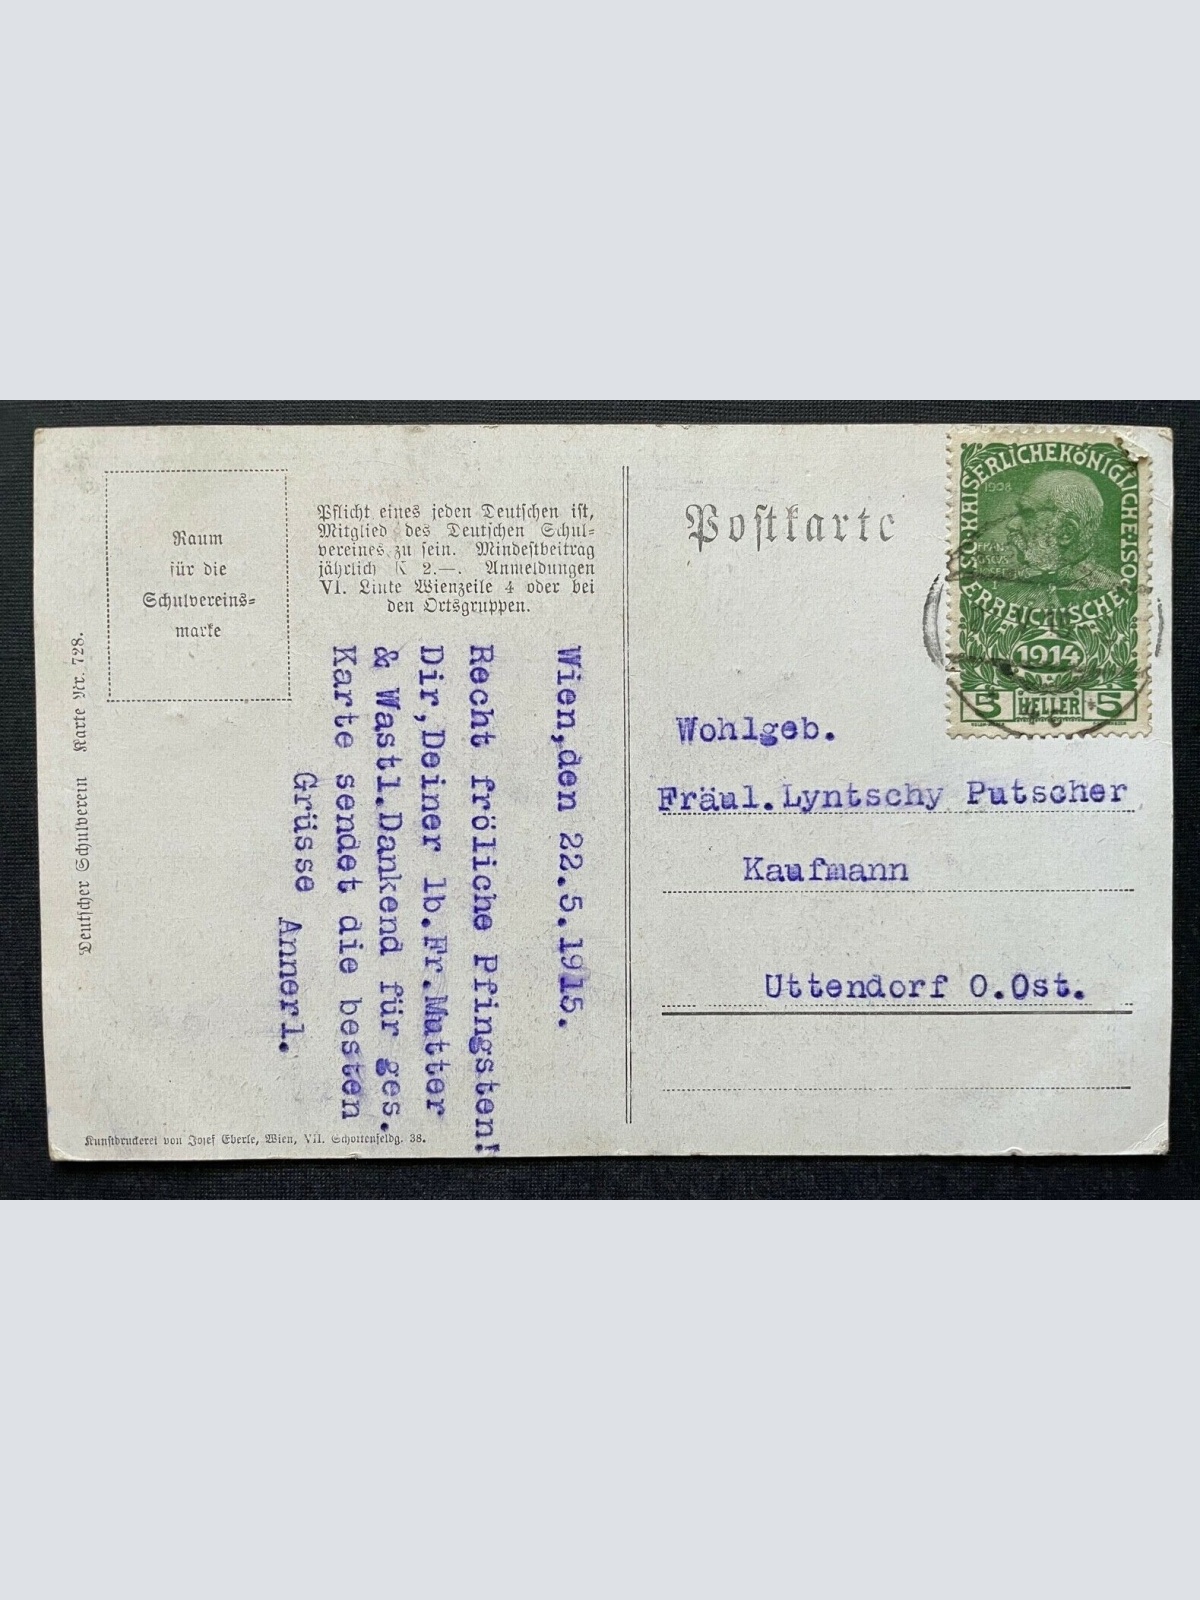 Raum
für die
Schulvereins=
marke
Pflicht eines jeden Deutschen ist,
Mitglied des Deutschen Schul-
vereines zu sein. Mindestbeitrag
jährlich K 2.—. Anmeldungen
VI. Linke Wienzeile 4 oder bei
den Ortsgruppen.
Deutscher Schulverein Karte Nr. 728.
Wien,den 22.5.1915.
Recht fröliche Pfingsten!
Dir,Deiner lb.Fr.Mutter
& Wastl.Dankend für ges.
Karte sendet die besten
Grüsse Annerl.
Kunstdruckerei von Josef Eberle, Wien, VII. Schottenfeldg. 38.
Postkarte
KAISERLICHEKÖNIGLICHE·ÖSTERREICHISCHE·
1908
1914
5 HELLER 5
Wohlgeb.
Fräul.Lyntschy Putscher
Kaufmann
Uttendorf O.Ost.